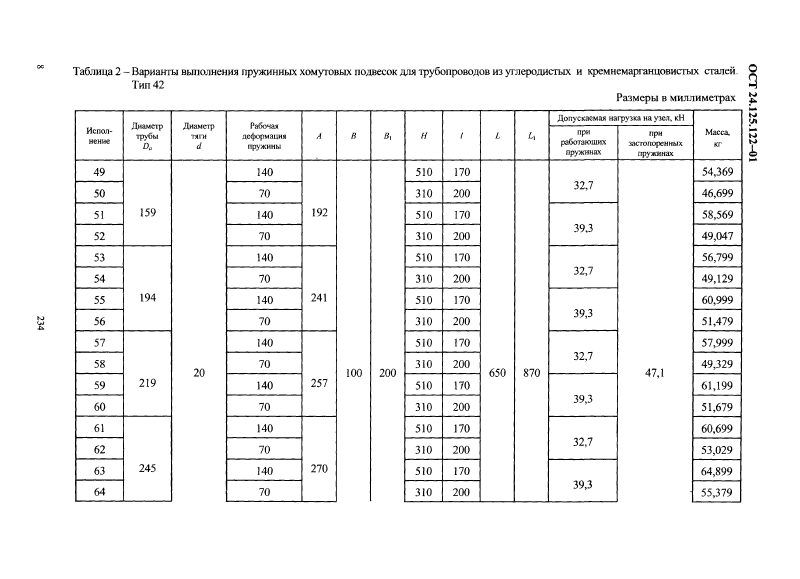 8
Таблица 2 – Варианты выполнения пружинных хомутовых подвесок для трубопроводов из углеродистых и кремнемарганцовистых сталей.
Тип 42
ОСТ 24.125.122–01
Размеры в миллиметрах
Испол-нение Диаметр трубы Dₐ Диаметр тяги d Рабочая деформация пружины A B B₁ H l L L₁ Допускаемая нагрузка на узел, кН Масса, кг
при работающих пружинах при застопоренных пружинах
49 159 20 140 192 100 200 510 170 650 870 32,7 47,1 54,369
50 70 310 200 46,699
51 140 510 170 39,3 58,569
52 70 310 200 49,047
53 194 140 241 510 170 32,7 56,799
54 70 310 200 49,129
55 140 510 170 39,3 60,999
56 70 310 200 51,479
57 219 140 257 510 170 32,7 57,999
58 70 310 200 49,329
59 140 510 170 39,3 61,199
60 70 310 200 51,679
61 245 140 270 510 170 32,7 60,699
62 70 310 200 53,029
63 140 510 170 39,3 64,899
64 70 310 200 55,379
234